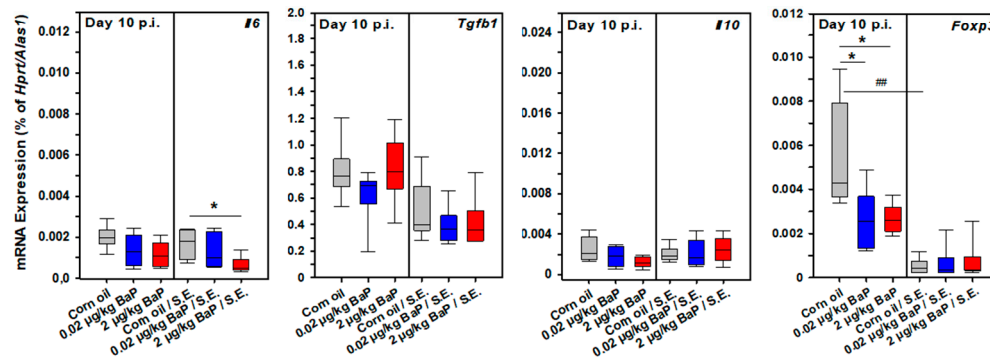 mRNA Expression (% of Hprt/Alas1)
Day 10 p.i. Il6
0.012
0.010
0.008
0.006
0.004
0.002
0,0
*
Corn oil
0.02 µg/kg BaP
2 µg/kg BaP
Corn oil / S.E.
0.02 µg/kg BaP / S.E.
2 µg/kg BaP / S.E.
Day 10 p.i. Tgfb1
2.0
1.8
1.6
1.4
1.2
1.0
0.8
0.6
0.4
0.2
0.0
Corn oil
0.02 µg/kg BaP
2 µg/kg BaP
Corn oil / S.E.
0.02 µg/kg BaP / S.E.
2 µg/kg BaP / S.E.
Day 10 p.i. Il10
0.024
0.020
0.016
0.012
0.008
0.004
0
Corn oil
0.02 µg/kg BaP
2 µg/kg BaP
Corn oil / S.E.
0.02 µg/kg BaP / S.E.
2 µg/kg BaP / S.E.
Day 10 p.i. Foxp3
0.012
0.010
0.008
0.006
0.004
0.002
0.0
*
*
##
Corn oil
0.02 µg/kg BaP
2 µg/kg BaP
Corn oil / S.E.
0.02 µg/kg BaP / S.E.
2 µg/kg BaP / S.E.